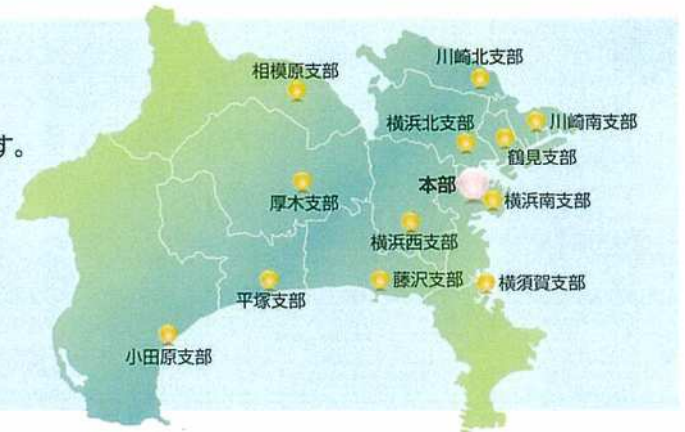 川崎北支部
相模原支部
横浜北支部
川崎南支部
す。
鶴見支部
本部
厚木支部
横浜南支部
横浜西支部
藤沢支部
横須賀支部
平塚支部
小田原支部